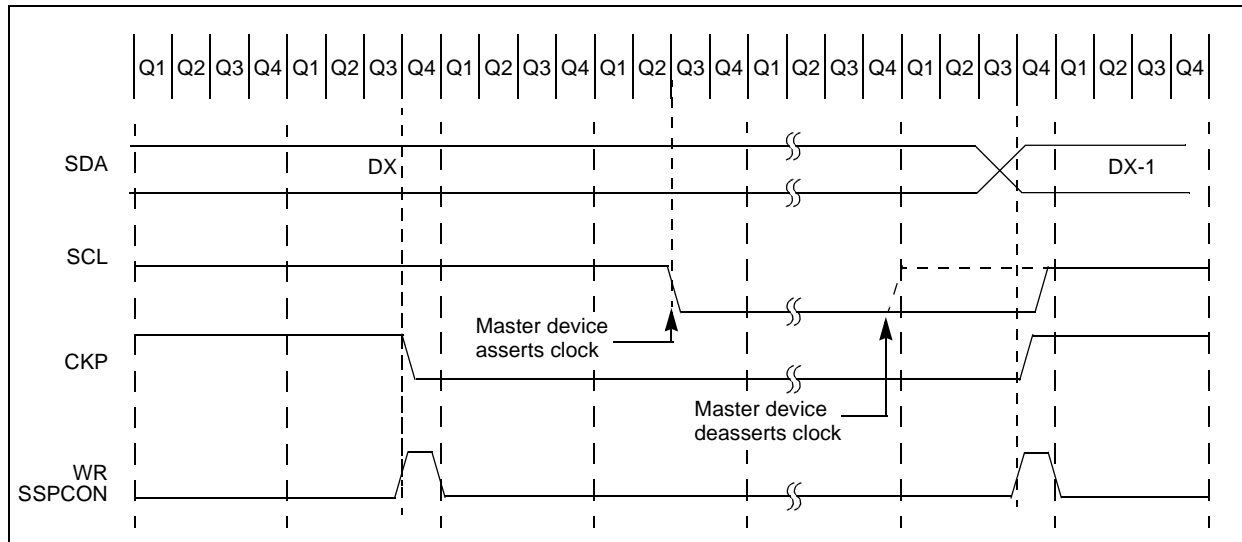 Q1 Q2 Q3 Q4 Q1 Q2 Q3 Q4 Q1 Q2 Q3 Q4 Q1 Q2 Q3 Q4 Q1 Q2 Q3 Q4 Q1 Q2 Q3 Q4 Q1 Q2 Q3 Q4
SDA
DX
DX-1
SCL
Master device
asserts clock
CKP
Master device
deasserts clock
WR
SSPCON